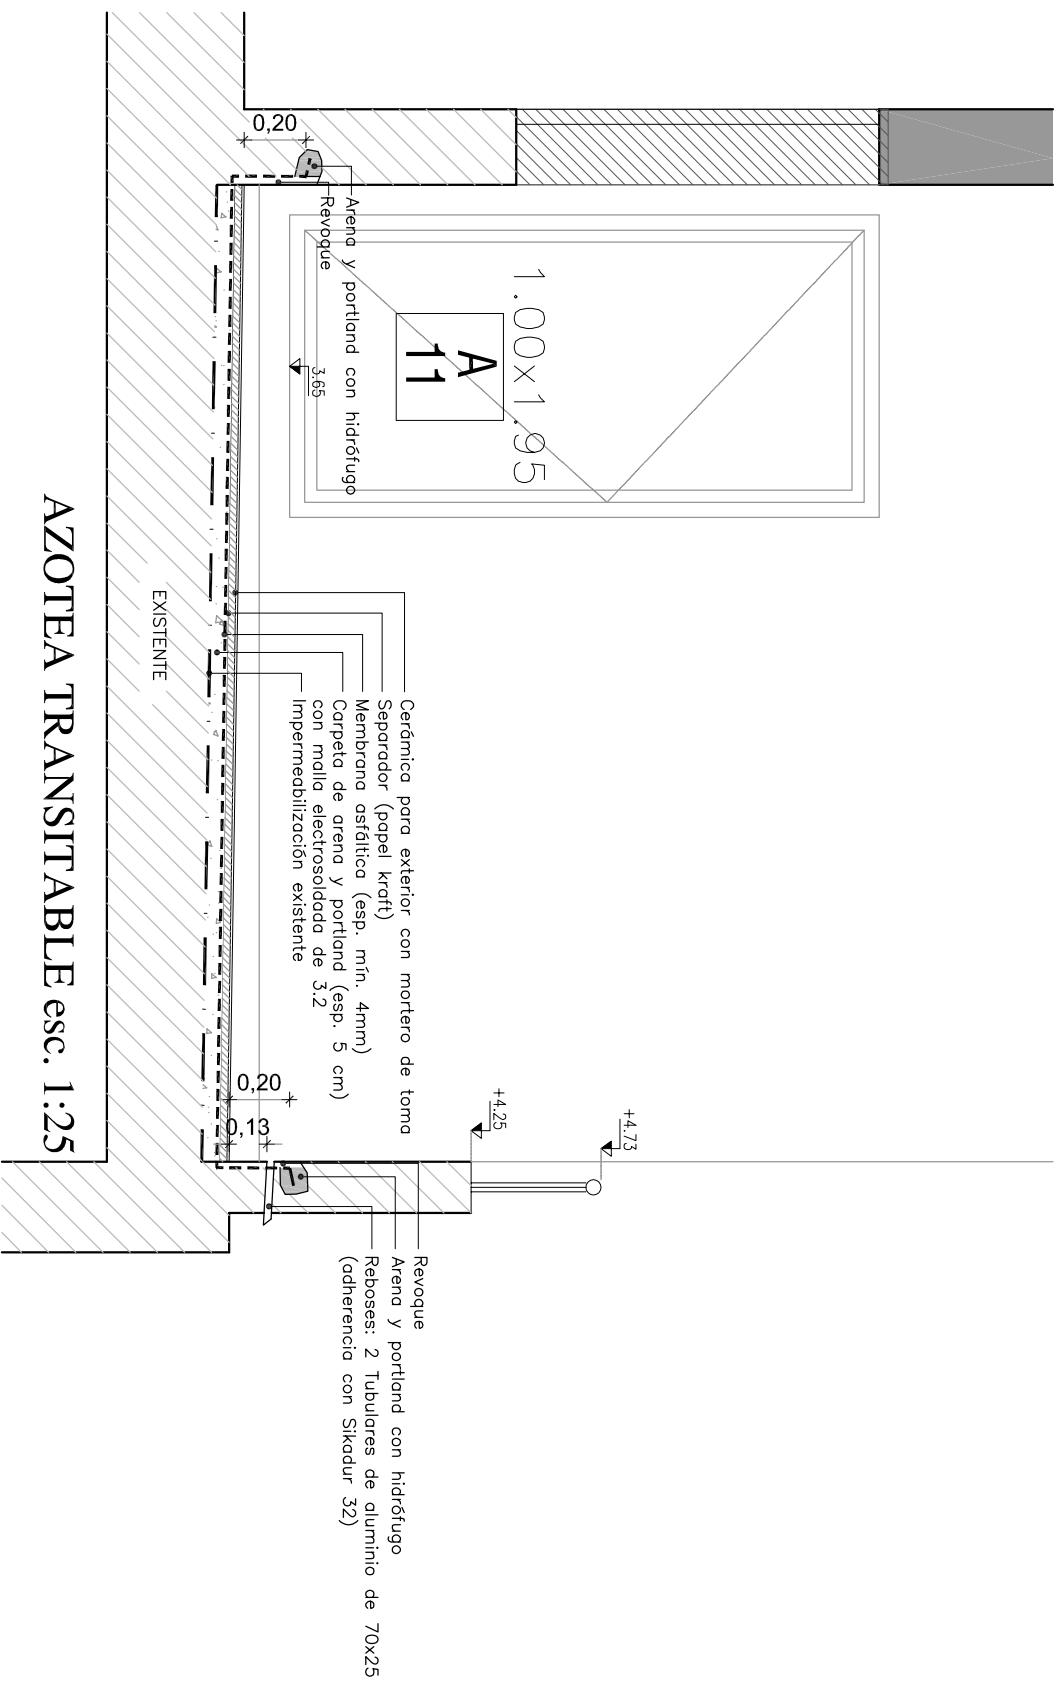 +4.73
+4.25
1.00x1.95
A
11
3.65
0,20
Arena y portland con hidrófugo
Revoque
Cerámica para exterior con mortero de toma
Separador (papel kraft)
Membrana asfáltica (esp. mín. 4mm)
Carpeta de arena y portland (esp. 5 cm)
con malla electrosoldada de 3.2
Impermeabilización existente
0,20
0,13
Revoque
Arena y portland con hidrófugo
Reboses: 2 Tubulares de aluminio de 70x25
(adherencia con Sikadur 32)
EXISTENTE
AZOTEA TRANSITABLE esc. 1:25